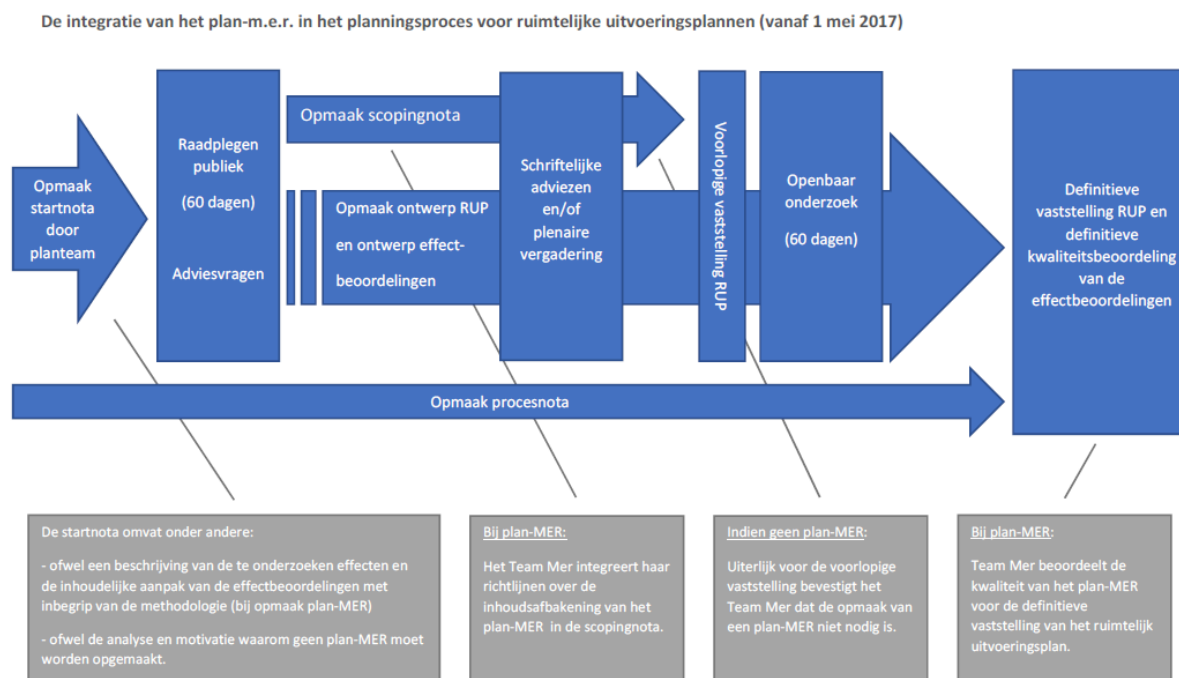 De integratie van het plan-m.e.r. in het planningsproces voor ruimtelijke uitvoeringsplannen (vanaf 1 mei 2017)
Opmaak
startnota
door
planteam
Raadplegen
publiek
(60 dagen)
Adviesvragen
Opmaak scopingnota
Opmaak ontwerp RUP
en ontwerp effect-
beoordelingen
Schriftelijke
adviezen
en/of
plenaire
vergadering
Voorlopige vaststelling RUP
Openbaar
onderzoek
(60 dagen)
Definitieve
vaststelling RUP en
definitieve
kwaliteitsbeoordeling
van de
effectbeoordelingen
Opmaak procesnota
De startnota omvat onder andere:
- ofwel een beschrijving van de te onderzoeken effecten en
de inhoudelijke aanpak van de effectbeoordelingen met
inbegrip van de methodologie (bij opmaak plan-MER)
- ofwel de analyse en motivatie waarom geen plan-MER moet
worden opgemaakt.
Bij plan-MER:
Het Team Mer integreert haar
richtlijnen over de
inhoudsafbakening van het
plan-MER in de scopingnota.
Indien geen plan-MER:
Uiterlijk voor de voorlopige
vaststelling bevestigt het
Team Mer dat de opmaak van
een plan-MER niet nodig is.
Bij plan-MER:
Team Mer beoordeelt de
kwaliteit van het plan-MER
voor de definitieve
vaststelling van het ruimtelijk
uitvoeringsplan.